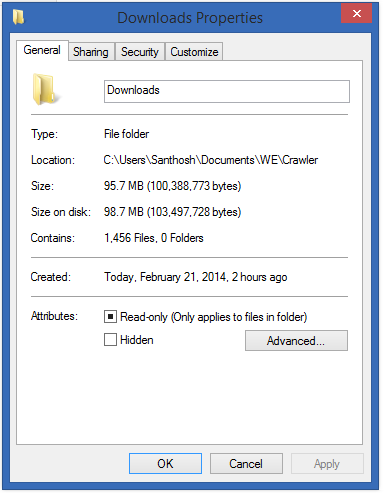 Downloads Properties
General Sharing Security Customize
Downloads
Type: File folder
Location: C:\Users\Santhosh\Documents\WE\Crawler
Size: 95.7 MB (100,388,773 bytes)
Size on disk: 98.7 MB (103,497,728 bytes)
Contains: 1,456 Files, 0 Folders
Created: Today, February 21, 2014, 2 hours ago
Attributes: Read-only (Only applies to files in folder)
Hidden Advanced...
OK Cancel Apply